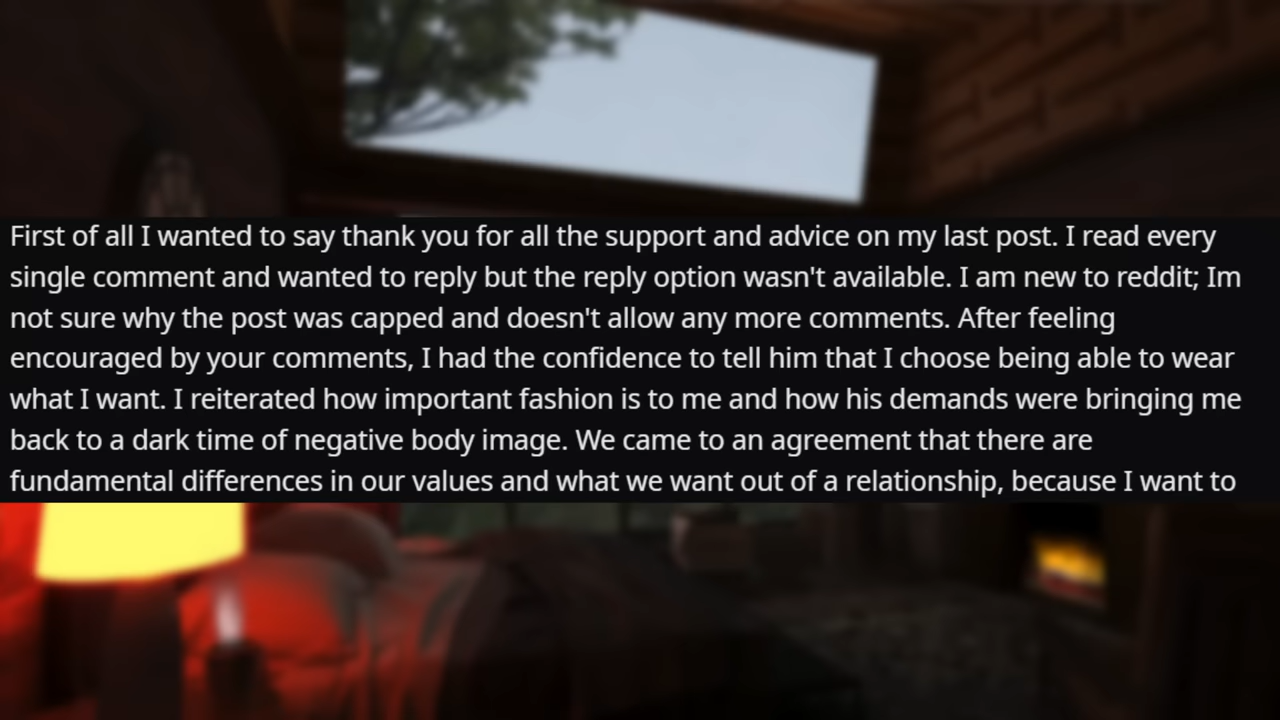 First of all I wanted to say thank you for all the support and advice on my last post. I read every
single comment and wanted to reply but the reply option wasn't available. I am new to reddit; Im
not sure why the post was capped and doesn't allow any more comments. After feeling
encouraged by your comments, I had the confidence to tell him that I choose being able to wear
what I want. I reiterated how important fashion is to me and how his demands were bringing me
back to a dark time of negative body image. We came to an agreement that there are
fundamental differences in our values and what we want out of a relationship, because I want to